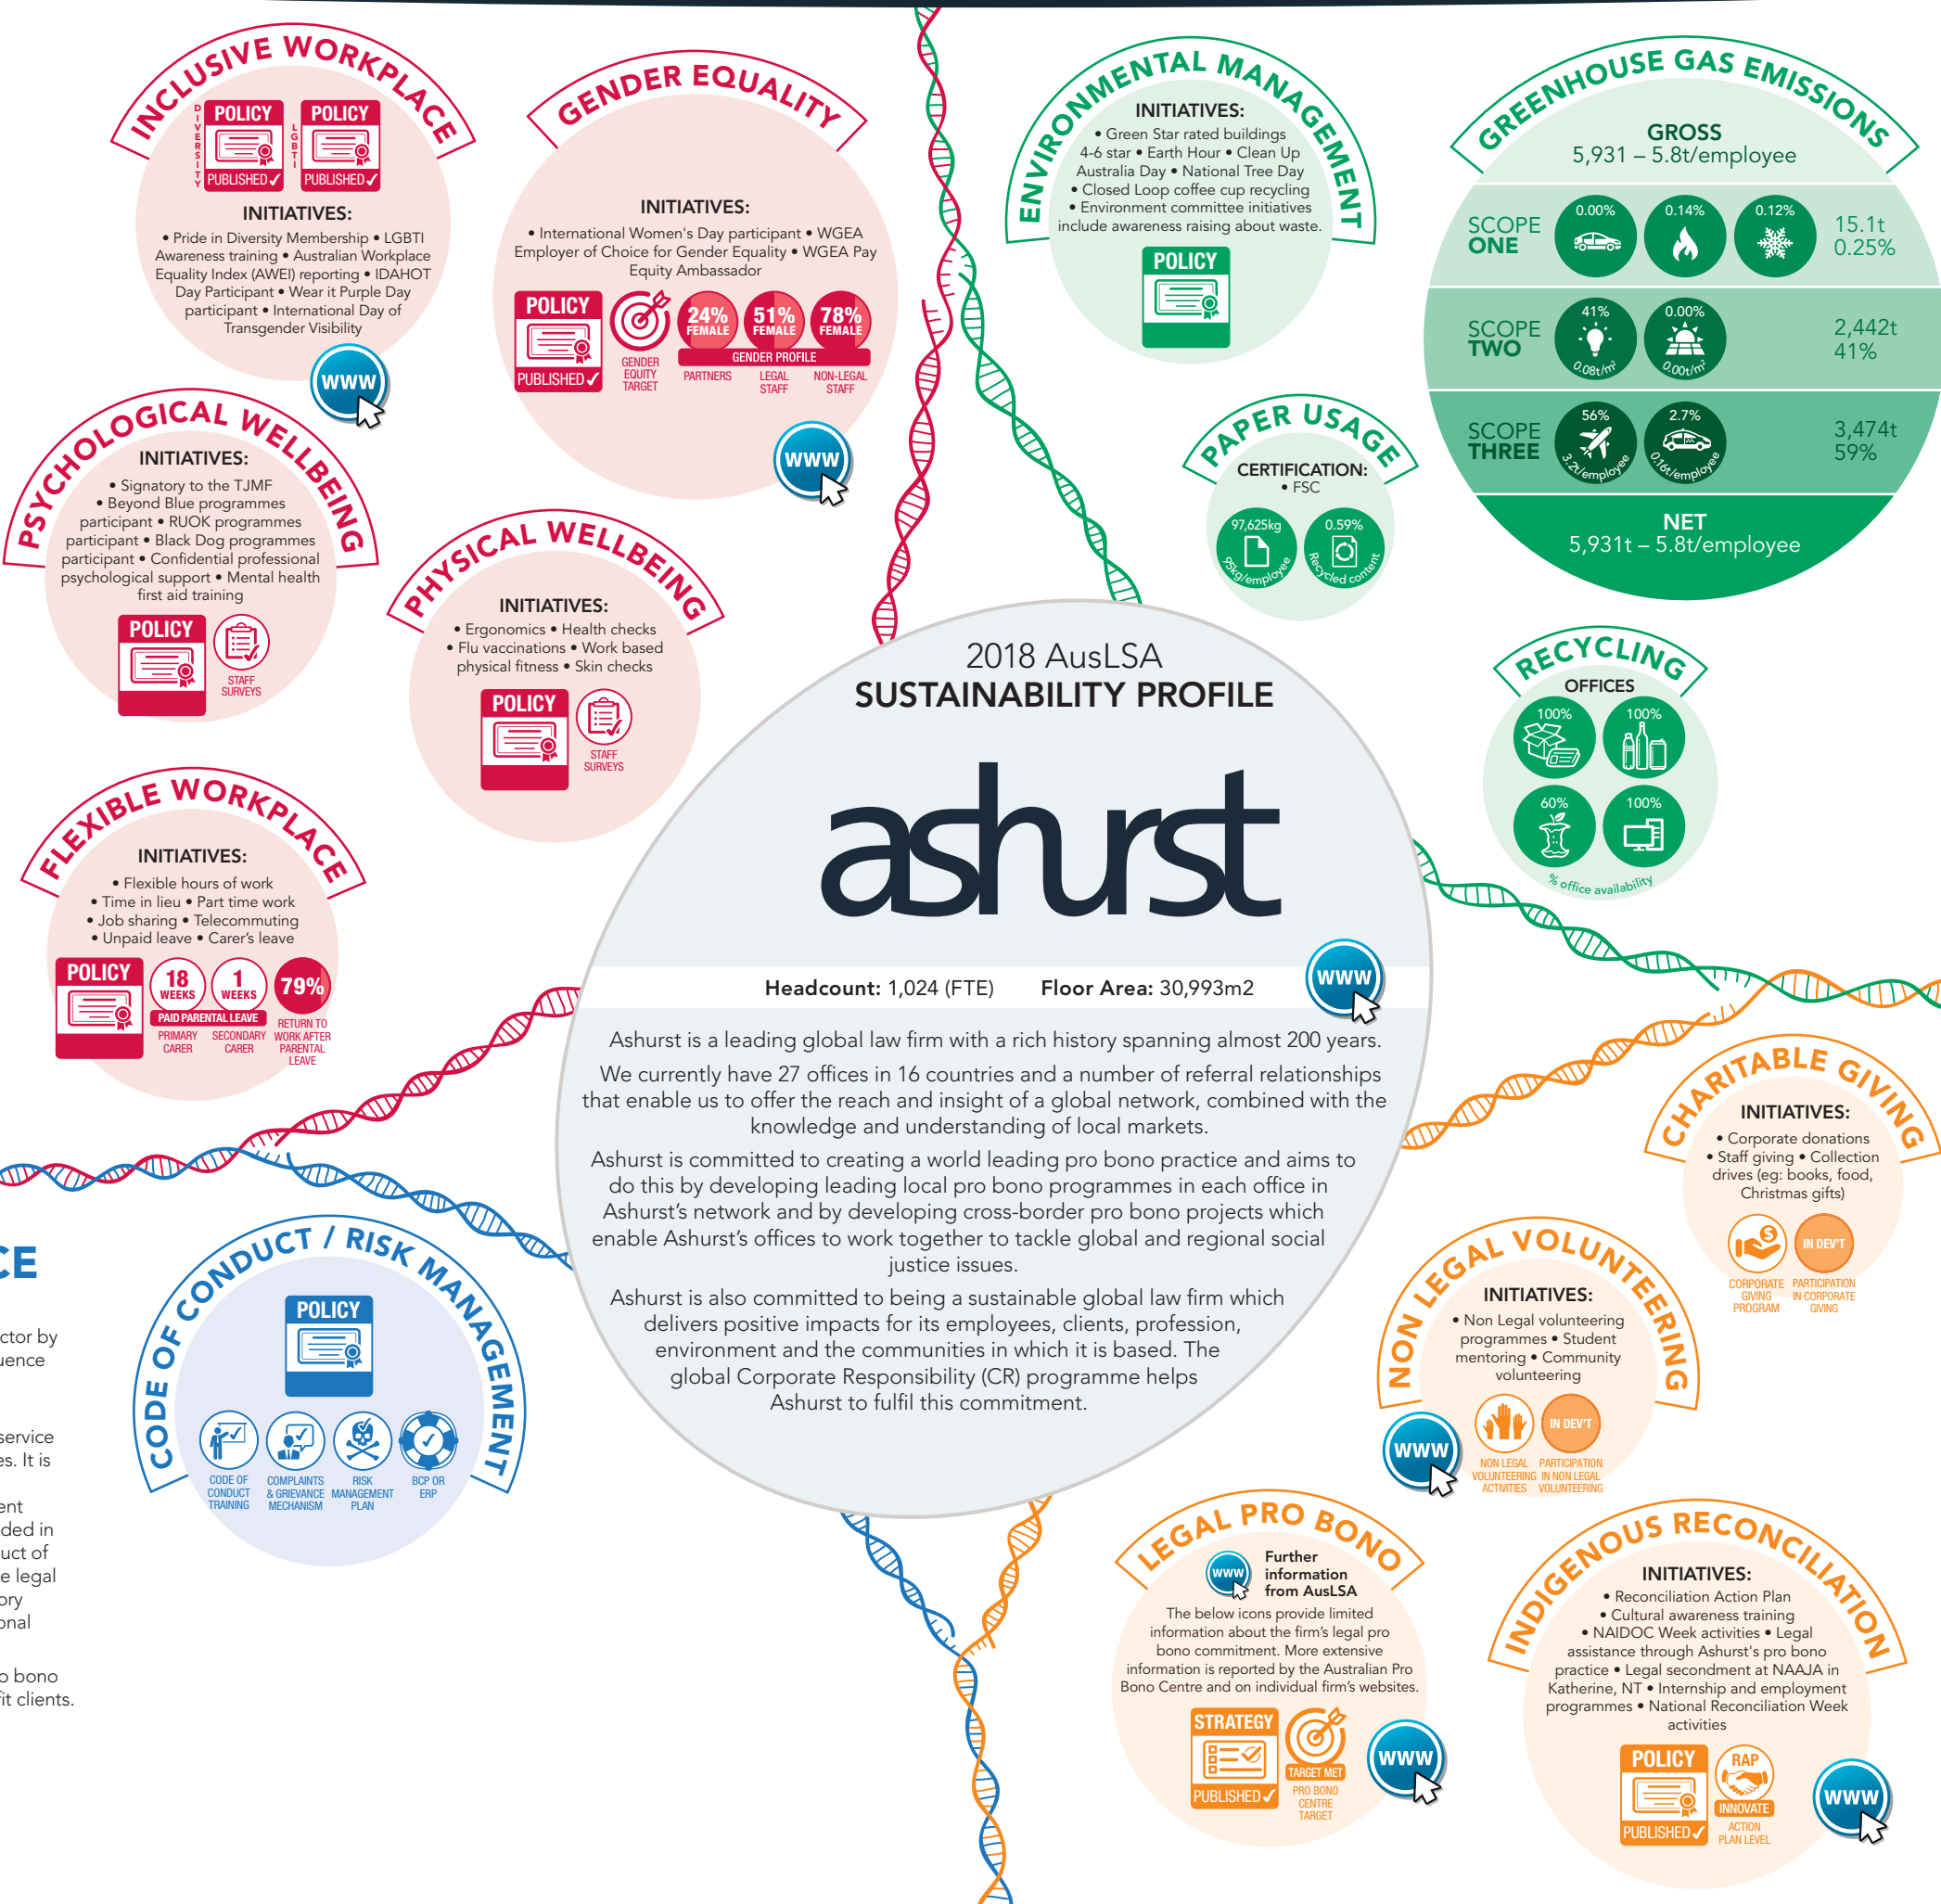 INCLUSIVE WORKPLACE
DIVERSITY
POLICY
PUBLISHED ✓
LGBTI
POLICY
PUBLISHED ✓
INITIATIVES:
• Pride in Diversity Membership • LGBTI
Awareness training • Australian Workplace
Equality Index (AWEI) reporting • IDAHOT
Day Participant • Wear it Purple Day
participant • International Day of
Transgender Visibility
www
GENDER EQUALITY
INITIATIVES:
• International Women's Day participant • WGEA
Employer of Choice for Gender Equality • WGEA Pay
Equity Ambassador
POLICY
PUBLISHED ✓
GENDER
EQUITY
TARGET
24%
FEMALE
51%
FEMALE
78%
FEMALE
GENDER PROFILE
PARTNERS
LEGAL
STAFF
NON-LEGAL
STAFF
www
ENVIRONMENTAL MANAGEMENT
INITIATIVES:
• Green Star rated buildings
4-6 star • Earth Hour • Clean Up
Australia Day • National Tree Day
• Closed Loop coffee cup recycling
• Environment committee initiatives
include awareness raising about waste.
POLICY
GREENHOUSE GAS EMISSIONS
GROSS
5,931 – 5.8t/employee
SCOPE
ONE
0.00%
0.14%
0.12%
15.1t
0.25%
SCOPE
TWO
41%
0.08t/m²
0.00%
0.00t/m²
2,442t
41%
SCOPE
THREE
56%
3.2t/employee
2.7%
0.16t/employee
3,474t
59%
NET
5,931t – 5.8t/employee
PSYCHOLOGICAL WELLBEING
INITIATIVES:
• Signatory to the TJMF
• Beyond Blue programmes
participant • RUOK programmes
participant • Black Dog programmes
participant • Confidential professional
psychological support • Mental health
first aid training
POLICY
STAFF
SURVEYS
PHYSICAL WELLBEING
INITIATIVES:
• Ergonomics • Health checks
• Flu vaccinations • Work based
physical fitness • Skin checks
POLICY
STAFF
SURVEYS
PAPER USAGE
CERTIFICATION:
• FSC
97,625kg
95kg/employee
0.59%
Recycled content
RECYCLING
OFFICES
100%
100%
60%
100%
% office availability
FLEXIBLE WORKPLACE
INITIATIVES:
• Flexible hours of work
• Time in lieu • Part time work
• Job sharing • Telecommuting
• Unpaid leave • Carer's leave
POLICY
18
WEEKS
1
WEEKS
PAID PARENTAL LEAVE
PRIMARY
CARER
SECONDARY
CARER
79%
RETURN TO
WORK AFTER
PARENTAL
LEAVE
2018 AusLSA
SUSTAINABILITY PROFILE
ashurst
www
Headcount: 1,024 (FTE) Floor Area: 30,993m2
Ashurst is a leading global law firm with a rich history spanning almost 200 years.
We currently have 27 offices in 16 countries and a number of referral relationships
that enable us to offer the reach and insight of a global network, combined with the
knowledge and understanding of local markets.
Ashurst is committed to creating a world leading pro bono practice and aims to
do this by developing leading local pro bono programmes in each office in
Ashurst's network and by developing cross-border pro bono projects which
enable Ashurst's offices to work together to tackle global and regional social
justice issues.
Ashurst is also committed to being a sustainable global law firm which
delivers positive impacts for its employees, clients, profession,
environment and the communities in which it is based. The
global Corporate Responsibility (CR) programme helps
Ashurst to fulfil this commitment.
CE
ctor by
uence
service
es. It is
ent
ded in
uct of
e legal
ory
onal
o bono
fit clients.
CODE OF CONDUCT / RISK MANAGEMENT
POLICY
CODE OF
CONDUCT
TRAINING
COMPLAINTS
& GRIEVANCE
MECHANISM
RISK
MANAGEMENT
PLAN
BCP OR
ERP
CHARITABLE GIVING
INITIATIVES:
• Corporate donations
• Staff giving • Collection
drives (eg: books, food,
Christmas gifts)
CORPORATE
GIVING
PROGRAM
IN DEV'T
PARTICIPATION
IN CORPORATE
GIVING
NON LEGAL VOLUNTEERING
INITIATIVES:
• Non Legal volunteering
programmes • Student
mentoring • Community
volunteering
www
NON LEGAL
VOLUNTEERING
ACTIVITIES
IN DEV'T
PARTICIPATION
IN NON LEGAL
VOLUNTEERING
LEGAL PRO BONO
www
Further
information
from AusLSA
The below icons provide limited
information about the firm's legal pro
bono commitment. More extensive
information is reported by the Australian Pro
Bono Centre and on individual firm's websites.
STRATEGY
PUBLISHED ✓
TARGET MET
PRO BONO
CENTRE
TARGET
www
INDIGENOUS RECONCILIATION
INITIATIVES:
• Reconciliation Action Plan
• Cultural awareness training
• NAIDOC Week activities • Legal
assistance through Ashurst's pro bono
practice • Legal secondment at NAAJA in
Katherine, NT • Internship and employment
programmes • National Reconciliation Week
activities
POLICY
PUBLISHED ✓
RAP
INNOVATE
ACTION
PLAN LEVEL
www